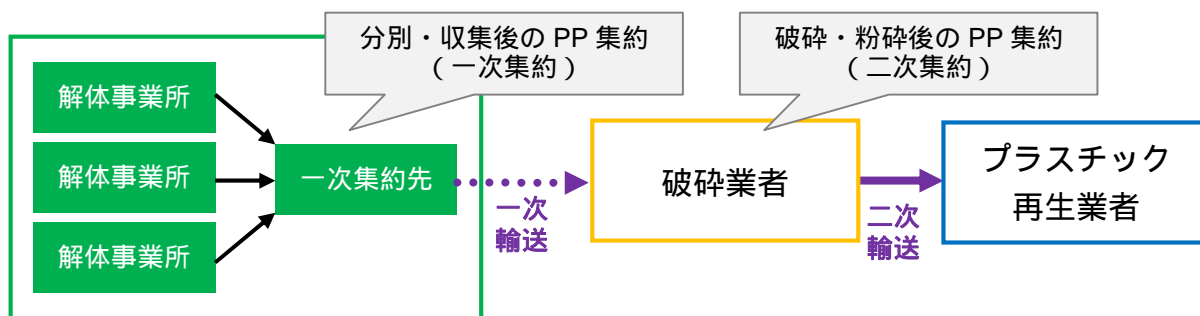 分別・収集後の PP 集約
（一次集約）
破砕・粉砕後の PP 集約
（二次集約）
解体事業所
解体事業所
解体事業所
一次集約先
一次
輸送
破砕業者
二次
輸送
プラスチック
再生業者